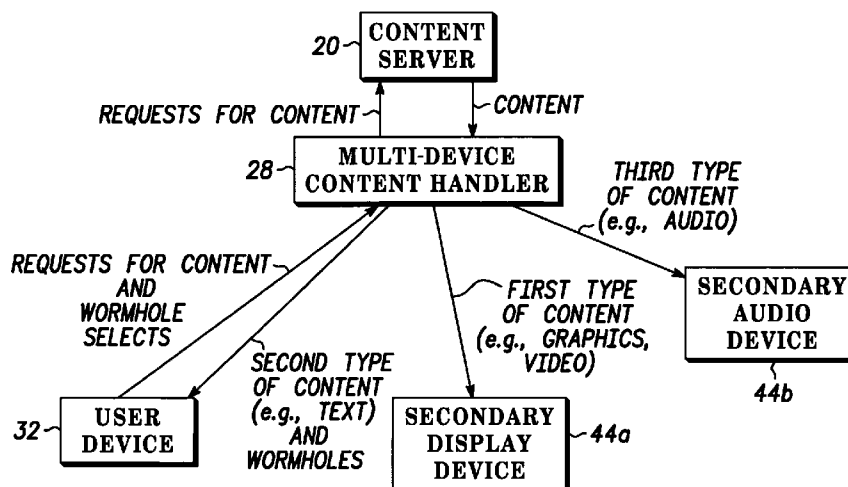 20
CONTENT
SERVER
REQUESTS FOR CONTENT
CONTENT
28
MULTI-DEVICE
CONTENT HANDLER
THIRD TYPE
OF CONTENT
(e.g., AUDIO)
REQUESTS FOR CONTENT
AND
WORMHOLE
SELECTS
FIRST TYPE
OF CONTENT
(e.g., GRAPHICS,
VIDEO)
SECONDARY
AUDIO
DEVICE
44b
SECOND TYPE
OF CONTENT
(e.g., TEXT)
AND
WORMHOLES
32
USER
DEVICE
SECONDARY
DISPLAY
DEVICE
44a